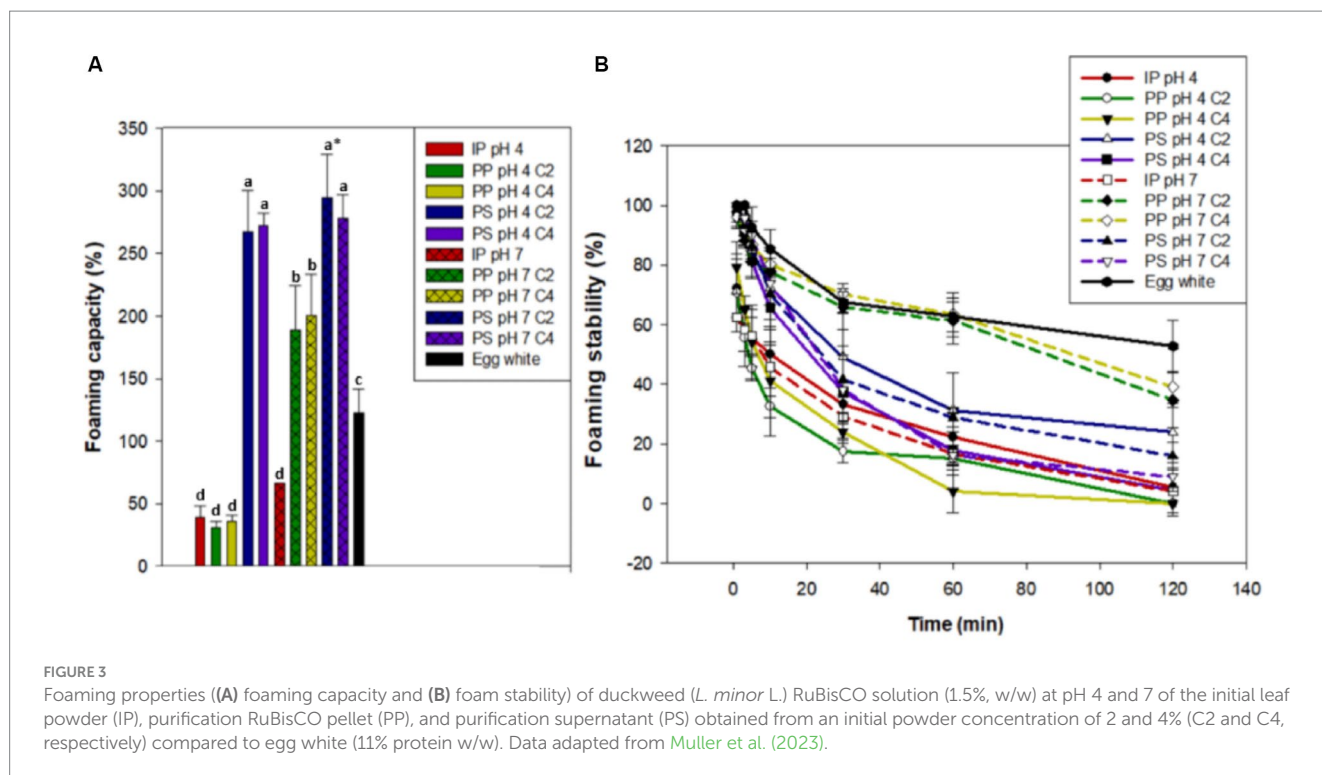 A
Foaming capacity (%)
350
300
250
200
150
100
50
0
d
d
d
a
a
d
b
b
a*
a
c
IP pH 4
PP pH 4 C2
PP pH 4 C4
PS pH 4 C2
PS pH 4 C4
IP pH 7
PP pH 7 C2
PP pH 7 C4
PS pH 7 C2
PS pH 7 C4
Egg white
B
Foaming stability (%)
120
100
80
60
40
20
0
-20
0
20
40
60
80
100
120
140
Time (min)
IP pH 4
PP pH 4 C2
PP pH 4 C4
PS pH 4 C2
PS pH 4 C4
IP pH 7
PP pH 7 C2
PP pH 7 C4
PS pH 7 C2
PS pH 7 C4
Egg white
FIGURE 3
Foaming properties ((A) foaming capacity and (B) foam stability) of duckweed (L. minor L.) RuBisCO solution (1.5%, w/w) at pH 4 and 7 of the initial leaf
powder (IP), purification RuBisCO pellet (PP), and purification supernatant (PS) obtained from an initial powder concentration of 2 and 4% (C2 and C4,
respectively) compared to egg white (11% protein w/w). Data adapted from Muller et al. (2023).